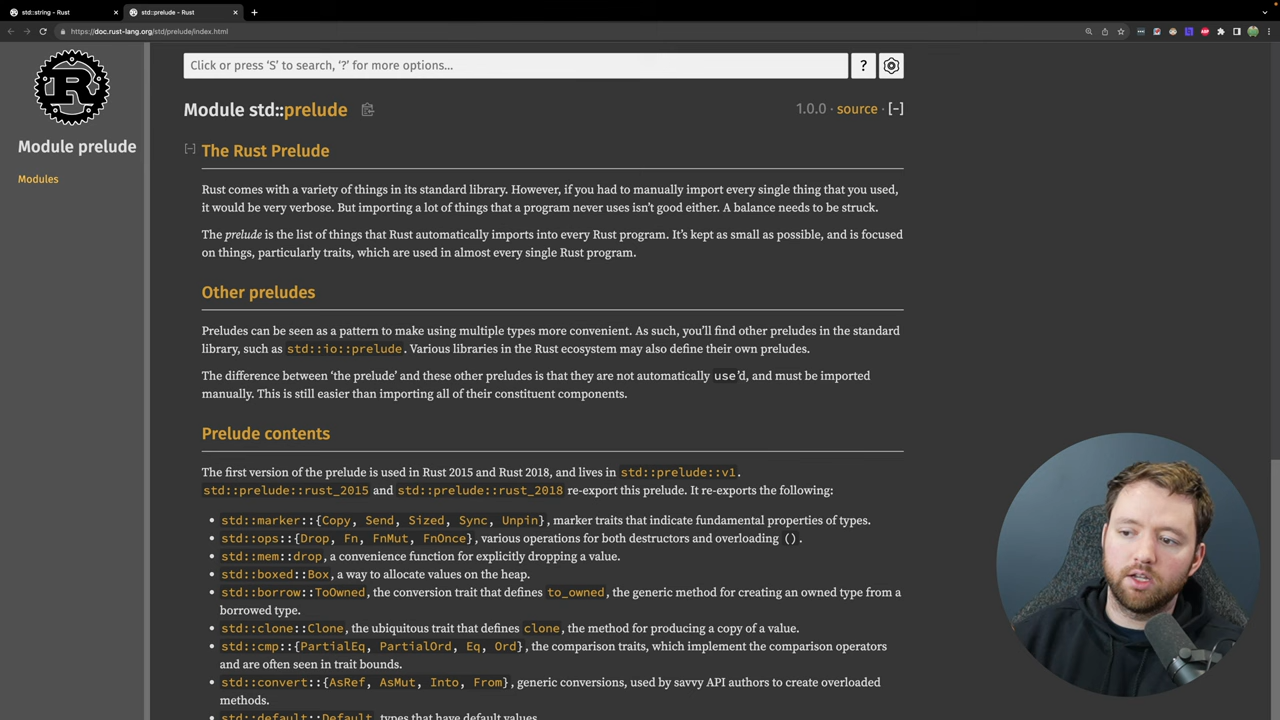 std::string - Rust
std::prelude - Rust
https://doc.rust-lang.org/std/prelude/index.html
R
Module prelude
Modules
Click or press ‘S’ to search, ‘?’ for more options…
?
Module std::prelude
1.0.0 · source · [−]
[−] The Rust Prelude
Rust comes with a variety of things in its standard library. However, if you had to manually import every single thing that you used,
it would be very verbose. But importing a lot of things that a program never uses isn’t good either. A balance needs to be struck.
The prelude is the list of things that Rust automatically imports into every Rust program. It’s kept as small as possible, and is focused
on things, particularly traits, which are used in almost every single Rust program.
Other preludes
Preludes can be seen as a pattern to make using multiple types more convenient. As such, you’ll find other preludes in the standard
library, such as std::io::prelude. Various libraries in the Rust ecosystem may also define their own preludes.
The difference between ‘the prelude’ and these other preludes is that they are not automatically use’d, and must be imported
manually. This is still easier than importing all of their constituent components.
Prelude contents
The first version of the prelude is used in Rust 2015 and Rust 2018, and lives in std::prelude::v1.
std::prelude::rust_2015 and std::prelude::rust_2018 re-export this prelude. It re-exports the following:
• std::marker::{Copy, Send, Sized, Sync, Unpin}, marker traits that indicate fundamental properties of types.
• std::ops::{Drop, Fn, FnMut, FnOnce}, various operations for both destructors and overloading ().
• std::mem::drop, a convenience function for explicitly dropping a value.
• std::boxed::Box, a way to allocate values on the heap.
• std::borrow::ToOwned, the conversion trait that defines to_owned, the generic method for creating an owned type from a
borrowed type.
• std::clone::Clone, the ubiquitous trait that defines clone, the method for producing a copy of a value.
• std::cmp::{PartialEq, PartialOrd, Eq, Ord}, the comparison traits, which implement the comparison operators
and are often seen in trait bounds.
• std::convert::{AsRef, AsMut, Into, From}, generic conversions, used by savvy API authors to create overloaded
methods.
• std::default::Default, types that have default values.